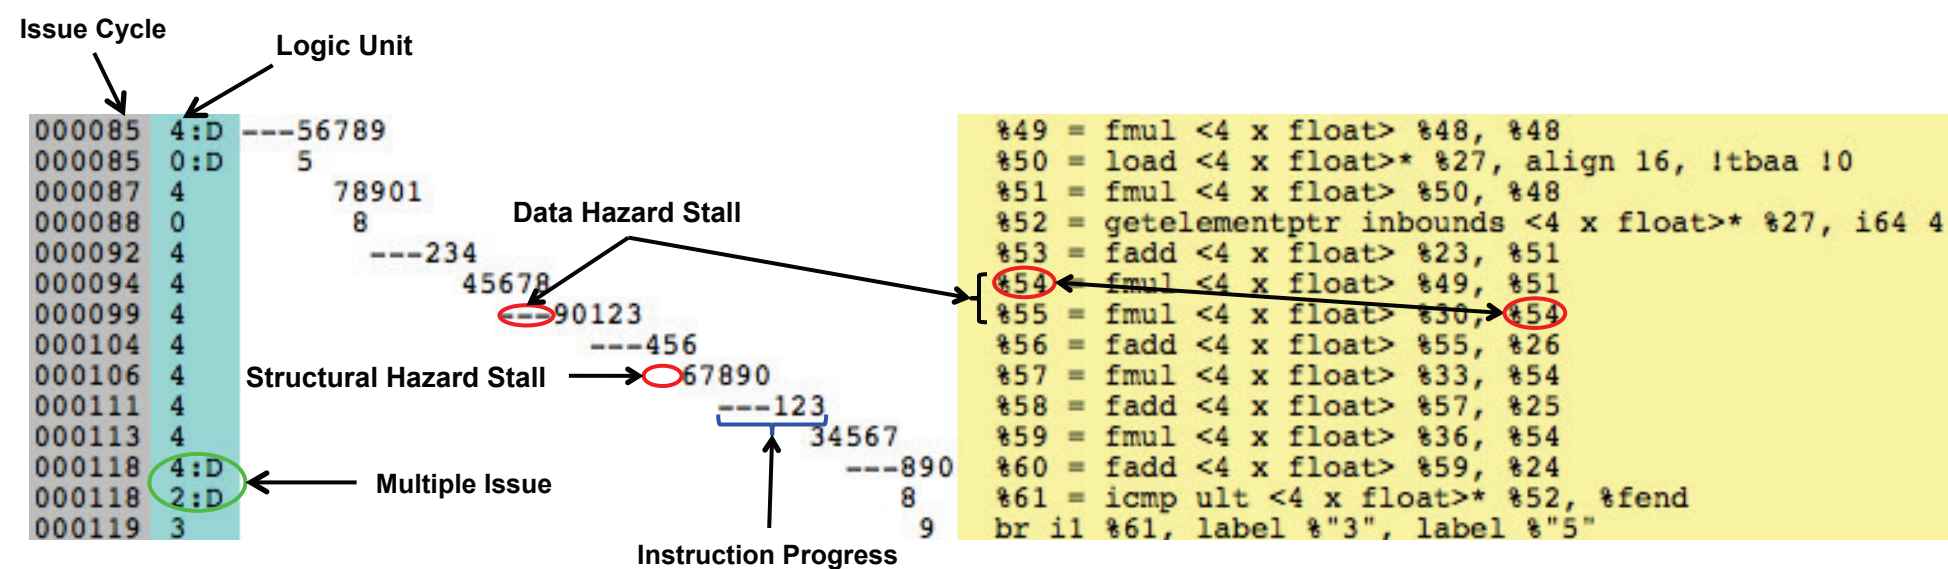 Issue Cycle
Logic Unit
000085 4:D ---56789 %49 = fmul <4 x float> %48, %48
000085 0:D 5 %50 = load <4 x float>* %27, align 16, !tbaa !0
000087 4 78901 %51 = fmul <4 x float> %50, %48
Data Hazard Stall
000088 0 8 %52 = getelementptr inbounds <4 x float>* %27, i64 4
000092 4 ---234 %53 = fadd <4 x float> %23, %51
000094 4 45678 %54 = fmul <4 x float> %49, %51
000099 4 ---90123 %55 = fmul <4 x float> %30, %54
000104 4 ---456 %56 = fadd <4 x float> %55, %26
000106 4 Structural Hazard Stall 67890 %57 = fmul <4 x float> %33, %54
000111 4 ---123 %58 = fadd <4 x float> %57, %25
000113 4 34567 %59 = fmul <4 x float> %36, %54
000118 4:D ---890 %60 = fadd <4 x float> %59, %24
Multiple Issue
000118 2:D 8 %61 = icmp ult <4 x float>* %52, %fend
000119 3 9 br i1 %61, label %"3", label %"5"
Instruction Progress